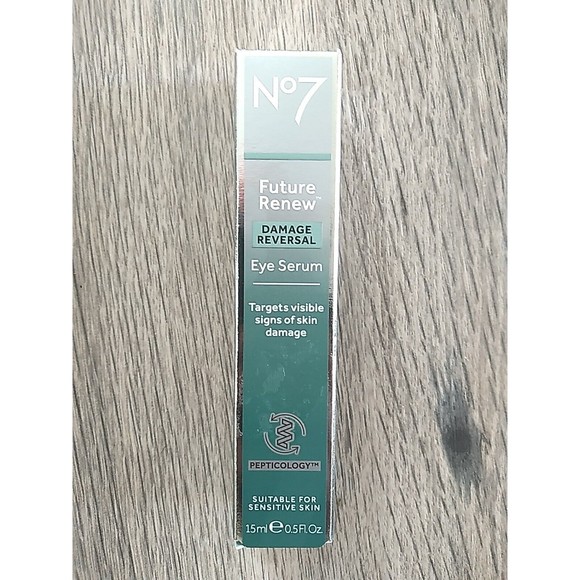 No7
Future
Renew™
DAMAGE
REVERSAL
Eye Serum
Targets visible
signs of skin
damage
PEPTICOLOGY™
SUITABLE FOR
SENSITIVE SKIN
15ml ℮ 0.5Fl.Oz.